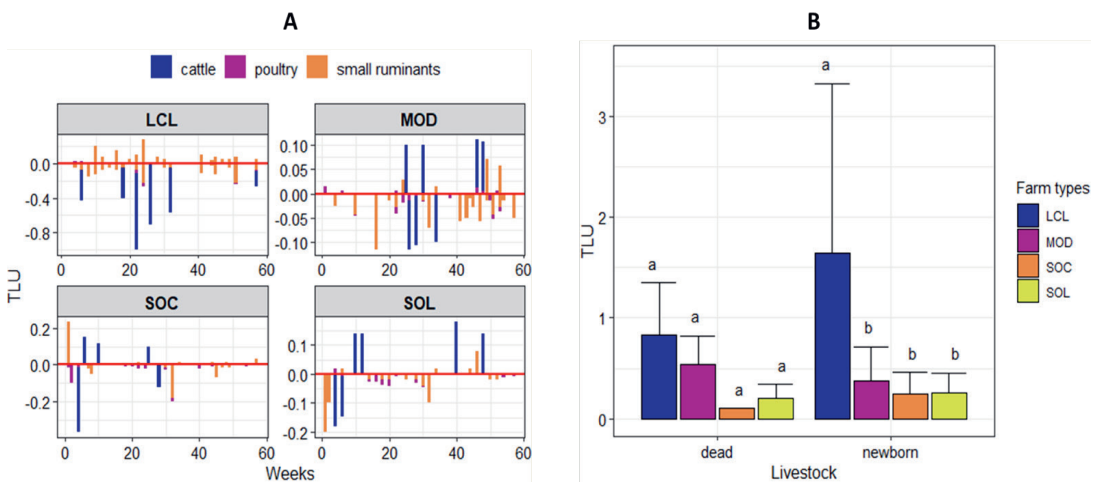 A
cattle poultry small ruminants
LCL MOD
0.0
-0.4
-0.8
0.10
0.05
0.00
-0.05
-0.10
0 20 40 60 0 20 40 60
TLU
SOC SOL
0.2
0.0
-0.2
0.1
0.0
-0.1
-0.2
0 20 40 60 0 20 40 60
Weeks
B
3
2
1
0
TLU
a a a a a b b b
dead newborn
Livestock
Farm types
LCL
MOD
SOC
SOL